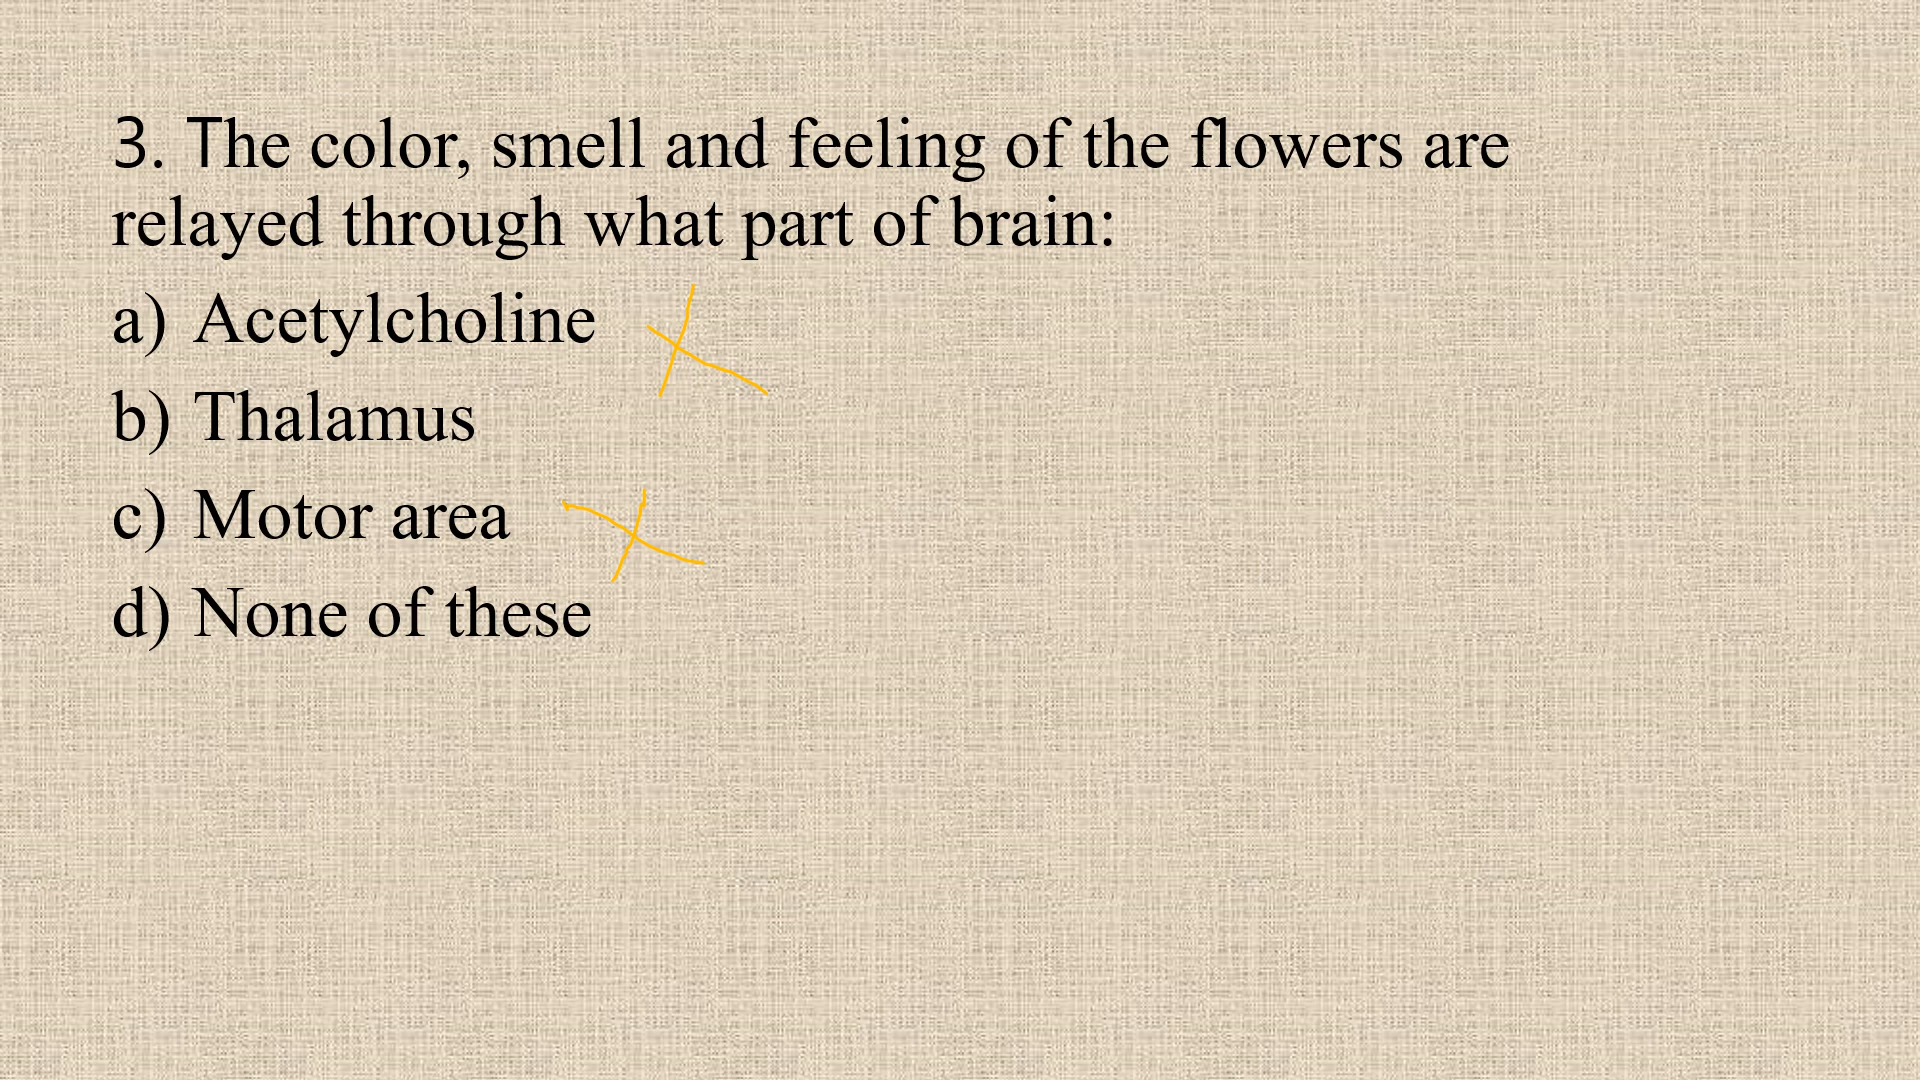 3. The color, smell and feeling of the flowers are
relayed through what part of brain:
a) Acetylcholine
b) Thalamus
c) Motor area
d) None of these